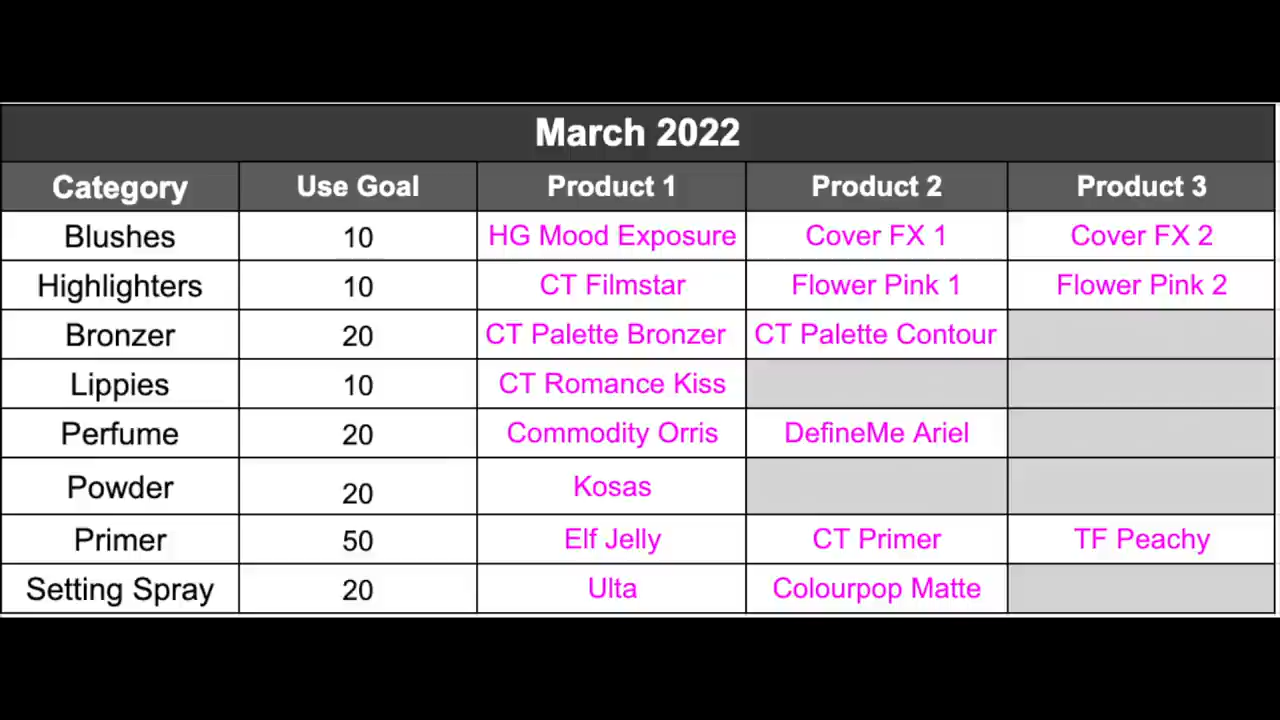 March 2022
Category Use Goal Product 1 Product 2 Product 3
Blushes 10 HG Mood Exposure Cover FX 1 Cover FX 2
Highlighters 10 CT Filmstar Flower Pink 1 Flower Pink 2
Bronzer 20 CT Palette Bronzer CT Palette Contour
Lippies 10 CT Romance Kiss
Perfume 20 Commodity Orris DefineMe Ariel
Powder 20 Kosas
Primer 50 Elf Jelly CT Primer TF Peachy
Setting Spray 20 Ulta Colourpop Matte